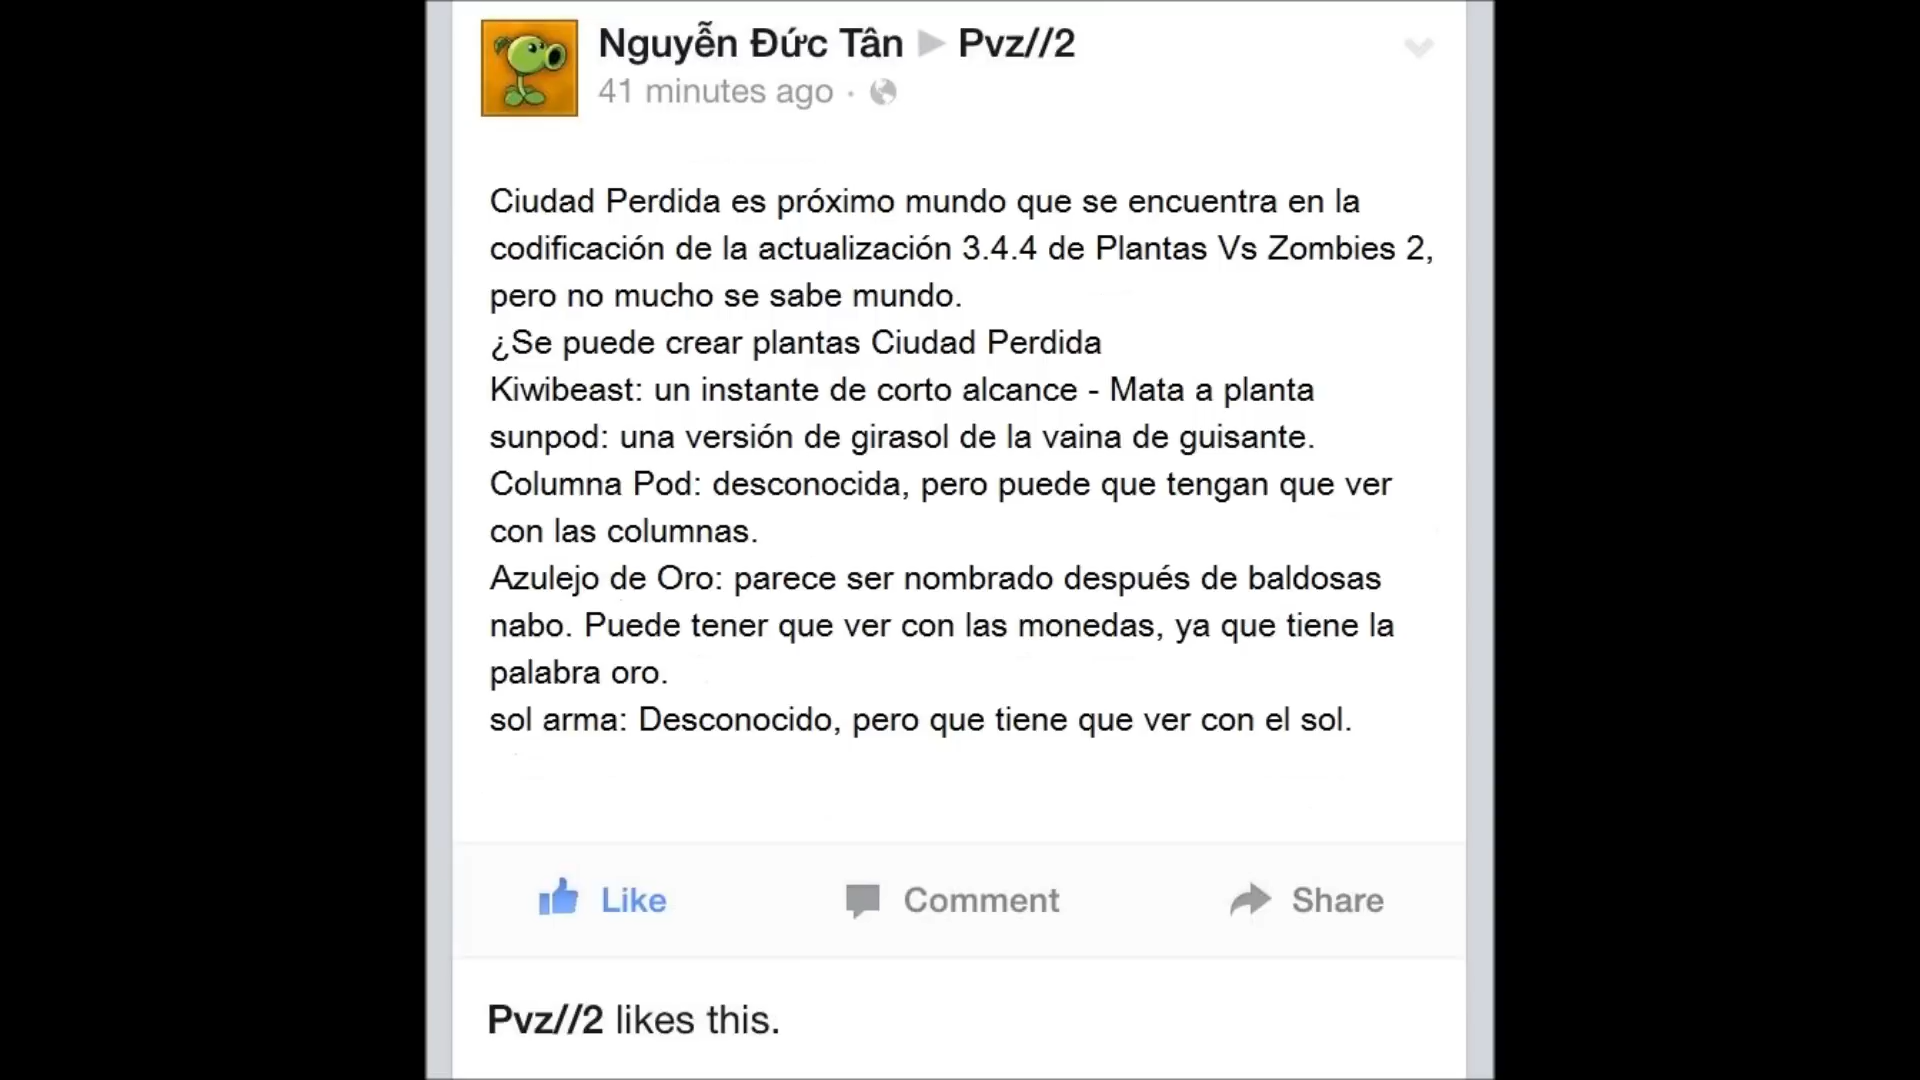 Nguyễn Đức Tân ▶ Pvz//2
41 minutes ago ·
Ciudad Perdida es próximo mundo que se encuentra en la
codificación de la actualización 3.4.4 de Plantas Vs Zombies 2,
pero no mucho se sabe mundo.
¿Se puede crear plantas Ciudad Perdida
Kiwibeast: un instante de corto alcance - Mata a planta
sunpod: una versión de girasol de la vaina de guisante.
Columna Pod: desconocida, pero puede que tengan que ver
con las columnas.
Azulejo de Oro: parece ser nombrado después de baldosas
nabo. Puede tener que ver con las monedas, ya que tiene la
palabra oro.
sol arma: Desconocido, pero que tiene que ver con el sol.
Like Comment Share
Pvz//2 likes this.